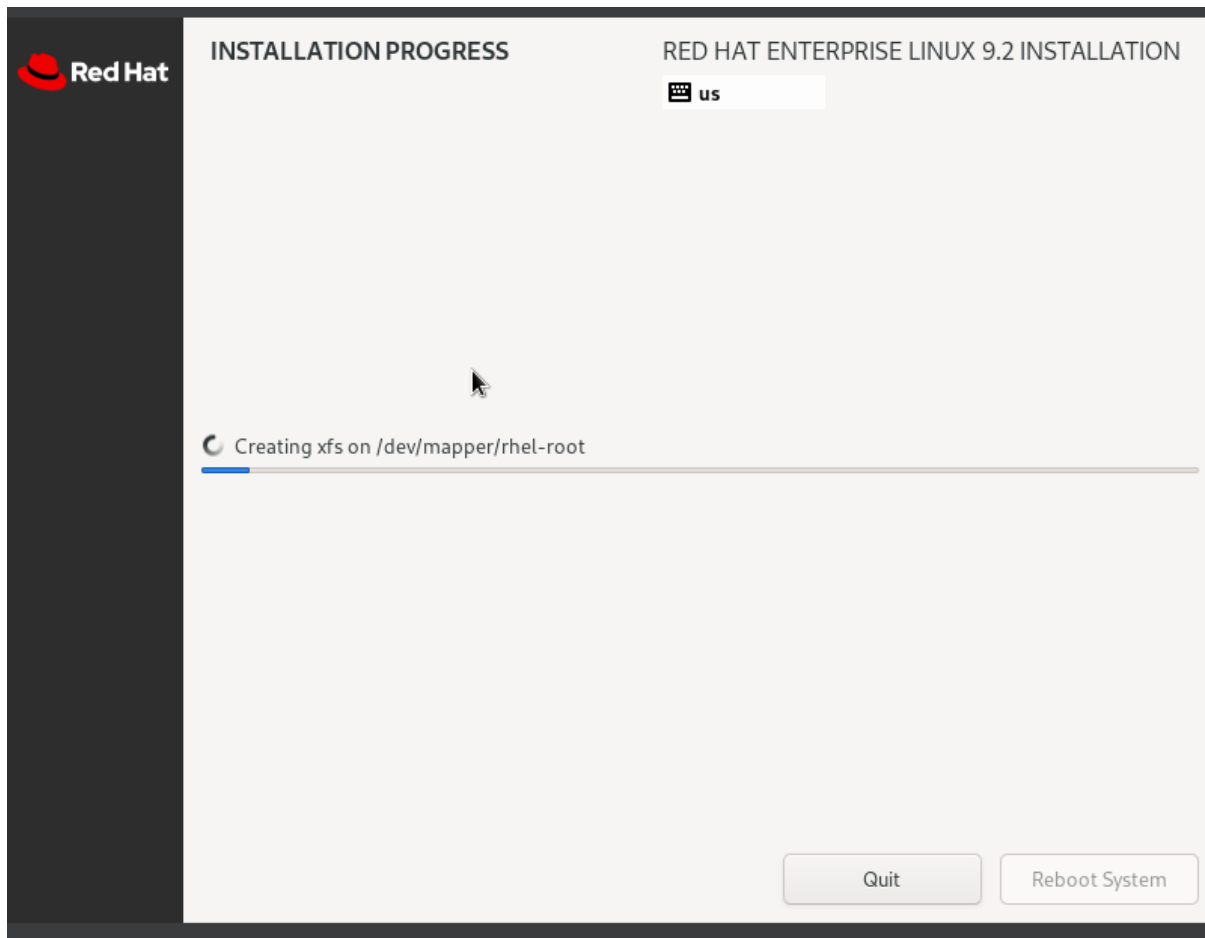 Red Hat
INSTALLATION PROGRESS
RED HAT ENTERPRISE LINUX 9.2 INSTALLATION
us
Creating xfs on /dev/mapper/rhel-root
Quit
Reboot System